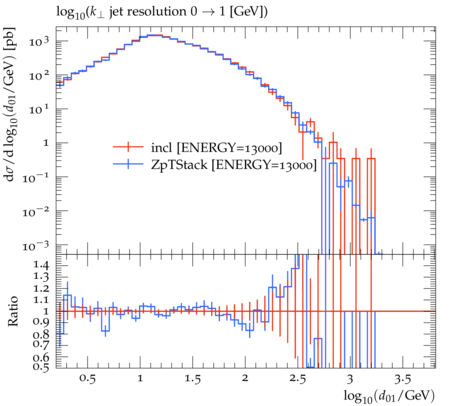 log₁₀(k⊥ jet resolution 0 → 1 [GeV])
dσ/d log₁₀(d₀₁/GeV) [pb]
10³
10²
10¹
1
10⁻¹
10⁻²
10⁻³
incl [ENERGY=13000]
ZpTStack [ENERGY=13000]
Ratio
1.4
1.3
1.2
1.1
1
0.9
0.8
0.7
0.6
0.5
0.5 1 1.5 2.0 2.5 3.0 3.5
log₁₀(d₀₁/GeV)